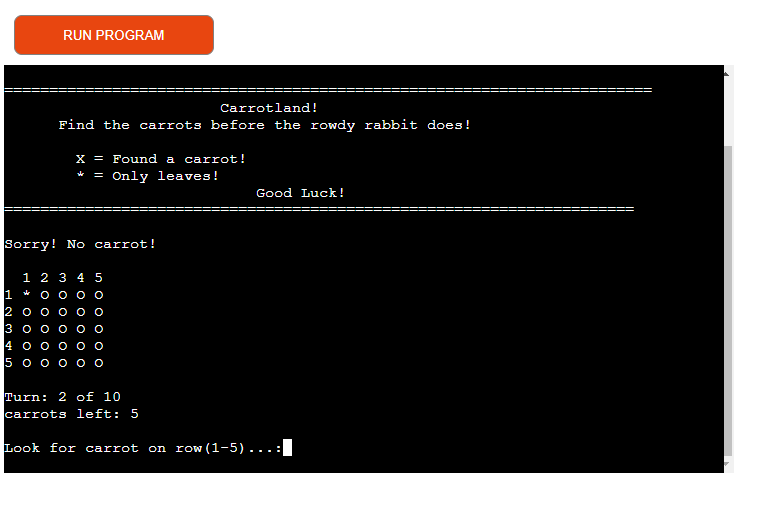 RUN PROGRAM
========================================================================
Carrotland!
Find the carrots before the rowdy rabbit does!
X = Found a carrot!
* = Only leaves!
Good Luck!
======================================================================
Sorry! No carrot!
1 2 3 4 5
1 * O O O O
2 O O O O O
3 O O O O O
4 O O O O O
5 O O O O O
Turn: 2 of 10
carrots left: 5
Look for carrot on row(1-5)...: